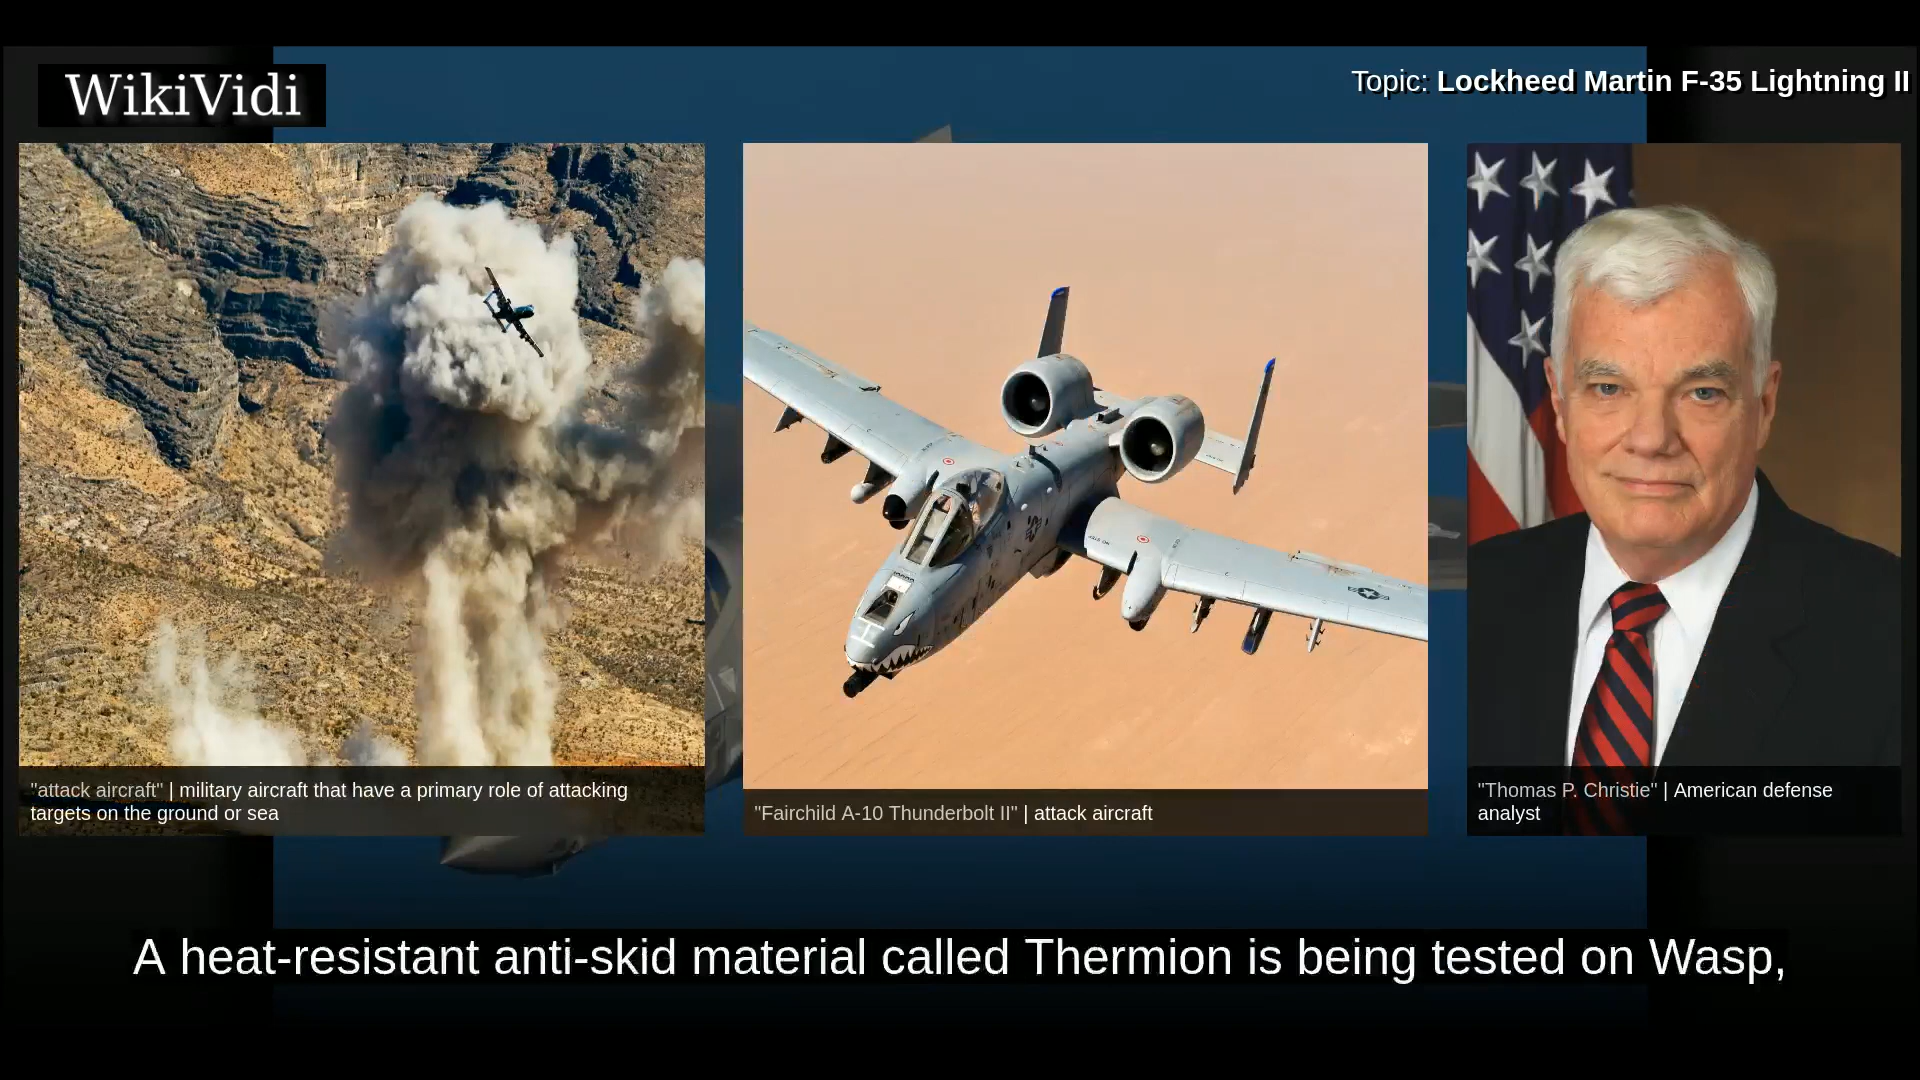 WikiVidi
Topic: Lockheed Martin F-35 Lightning II
"attack aircraft" | military aircraft that have a primary role of attacking
targets on the ground or sea
"Fairchild A-10 Thunderbolt II" | attack aircraft
"Thomas P. Christie" | American defense
analyst
A heat-resistant anti-skid material called Thermion is being tested on Wasp,